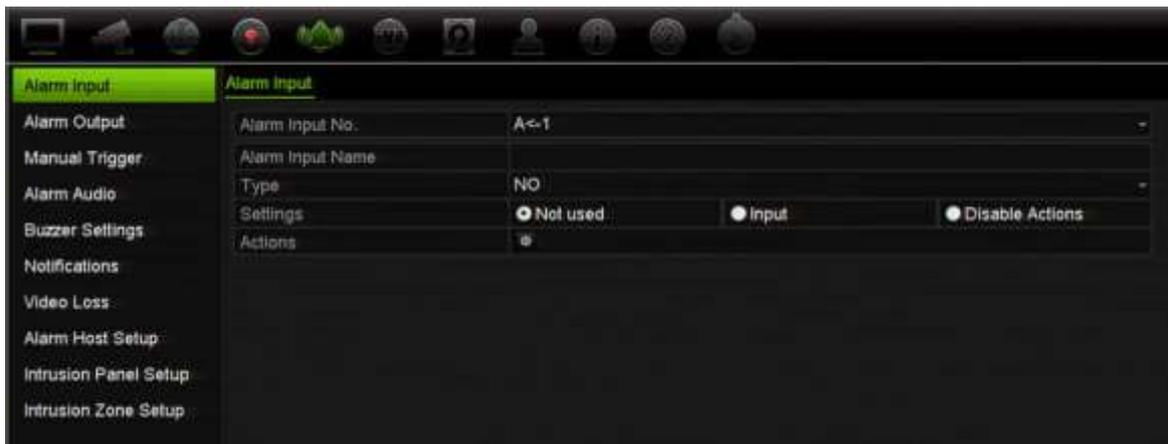 Alarm Input
Alarm Output
Manual Trigger
Alarm Audio
Buzzer Settings
Notifications
Video Loss
Alarm Host Setup
Intrusion Panel Setup
Intrusion Zone Setup
Alarm Input
Alarm Input No. A<-1
Alarm Input Name
Type NO
Settings Not used Input Disable Actions
Actions